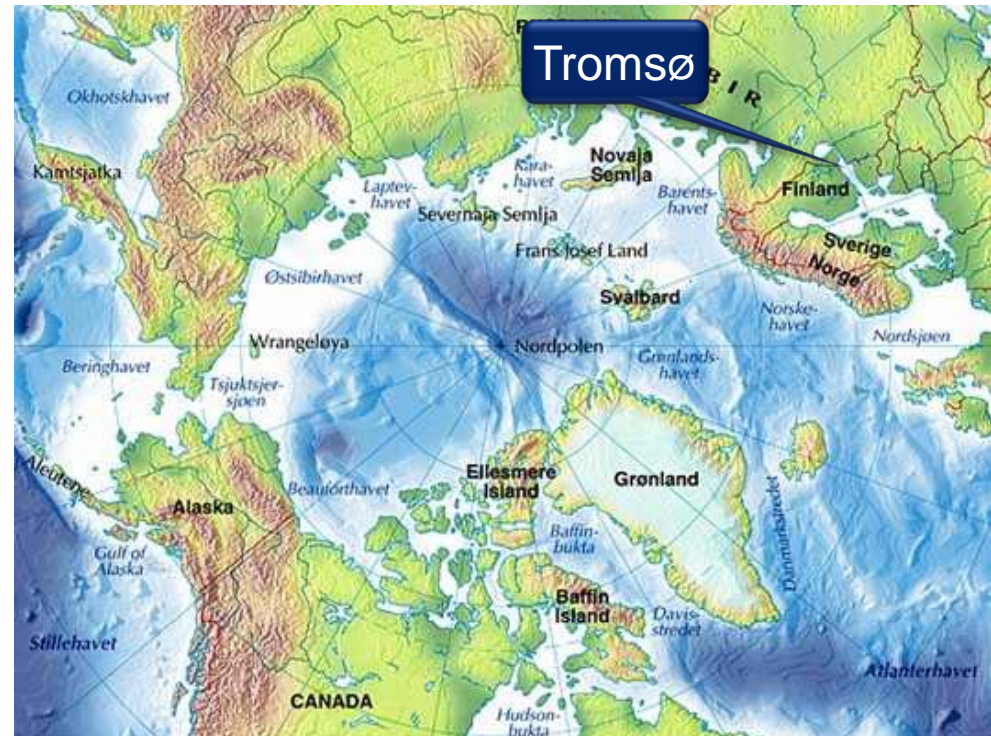 Tromsø
B I R
Okhotskhavet
Kamtsjatka
Laptev-
havet
Kara-
havet
Novaja
Semlja
Barents-
havet
Finland
Severnaja Semlja
Frans Josef Land
Sverige
Norge
Østsibirhavet
Svalbard
Norske-
havet
Nordsjøen
Wrangeløya
Nordpolen
Grønlands-
havet
Beringhavet
Tsjuktsjer-
sjøen
Aleutene
Alaska
Beauforthavet
Ellesmere
Island
Grønland
Danmarkstredet
Gulf of
Alaska
Baffin-
bukta
Baffin
Island
Davis-
stredet
Stillehavet
Atlanterhavet
CANADA
Hudson-
bukta